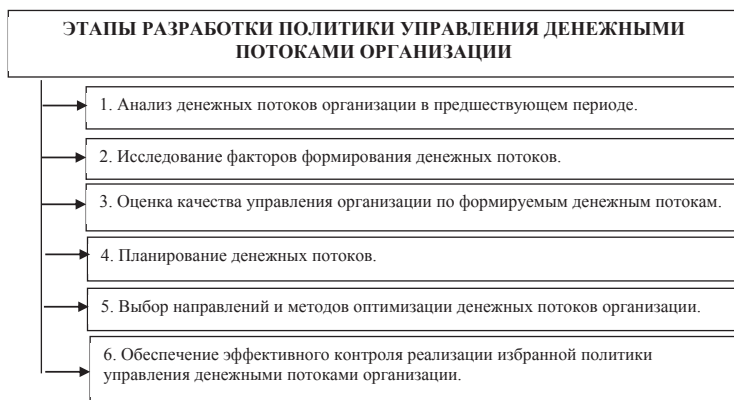 ЭТАПЫ РАЗРАБОТКИ ПОЛИТИКИ УПРАВЛЕНИЯ ДЕНЕЖНЫМИ
ПОТОКАМИ ОРГАНИЗАЦИИ
1. Анализ денежных потоков организации в предшествующем периоде.
2. Исследование факторов формирования денежных потоков.
3. Оценка качества управления организации по формируемым денежным потокам.
4. Планирование денежных потоков.
5. Выбор направлений и методов оптимизации денежных потоков организации.
6. Обеспечение эффективного контроля реализации избранной политики
управления денежными потоками организации.